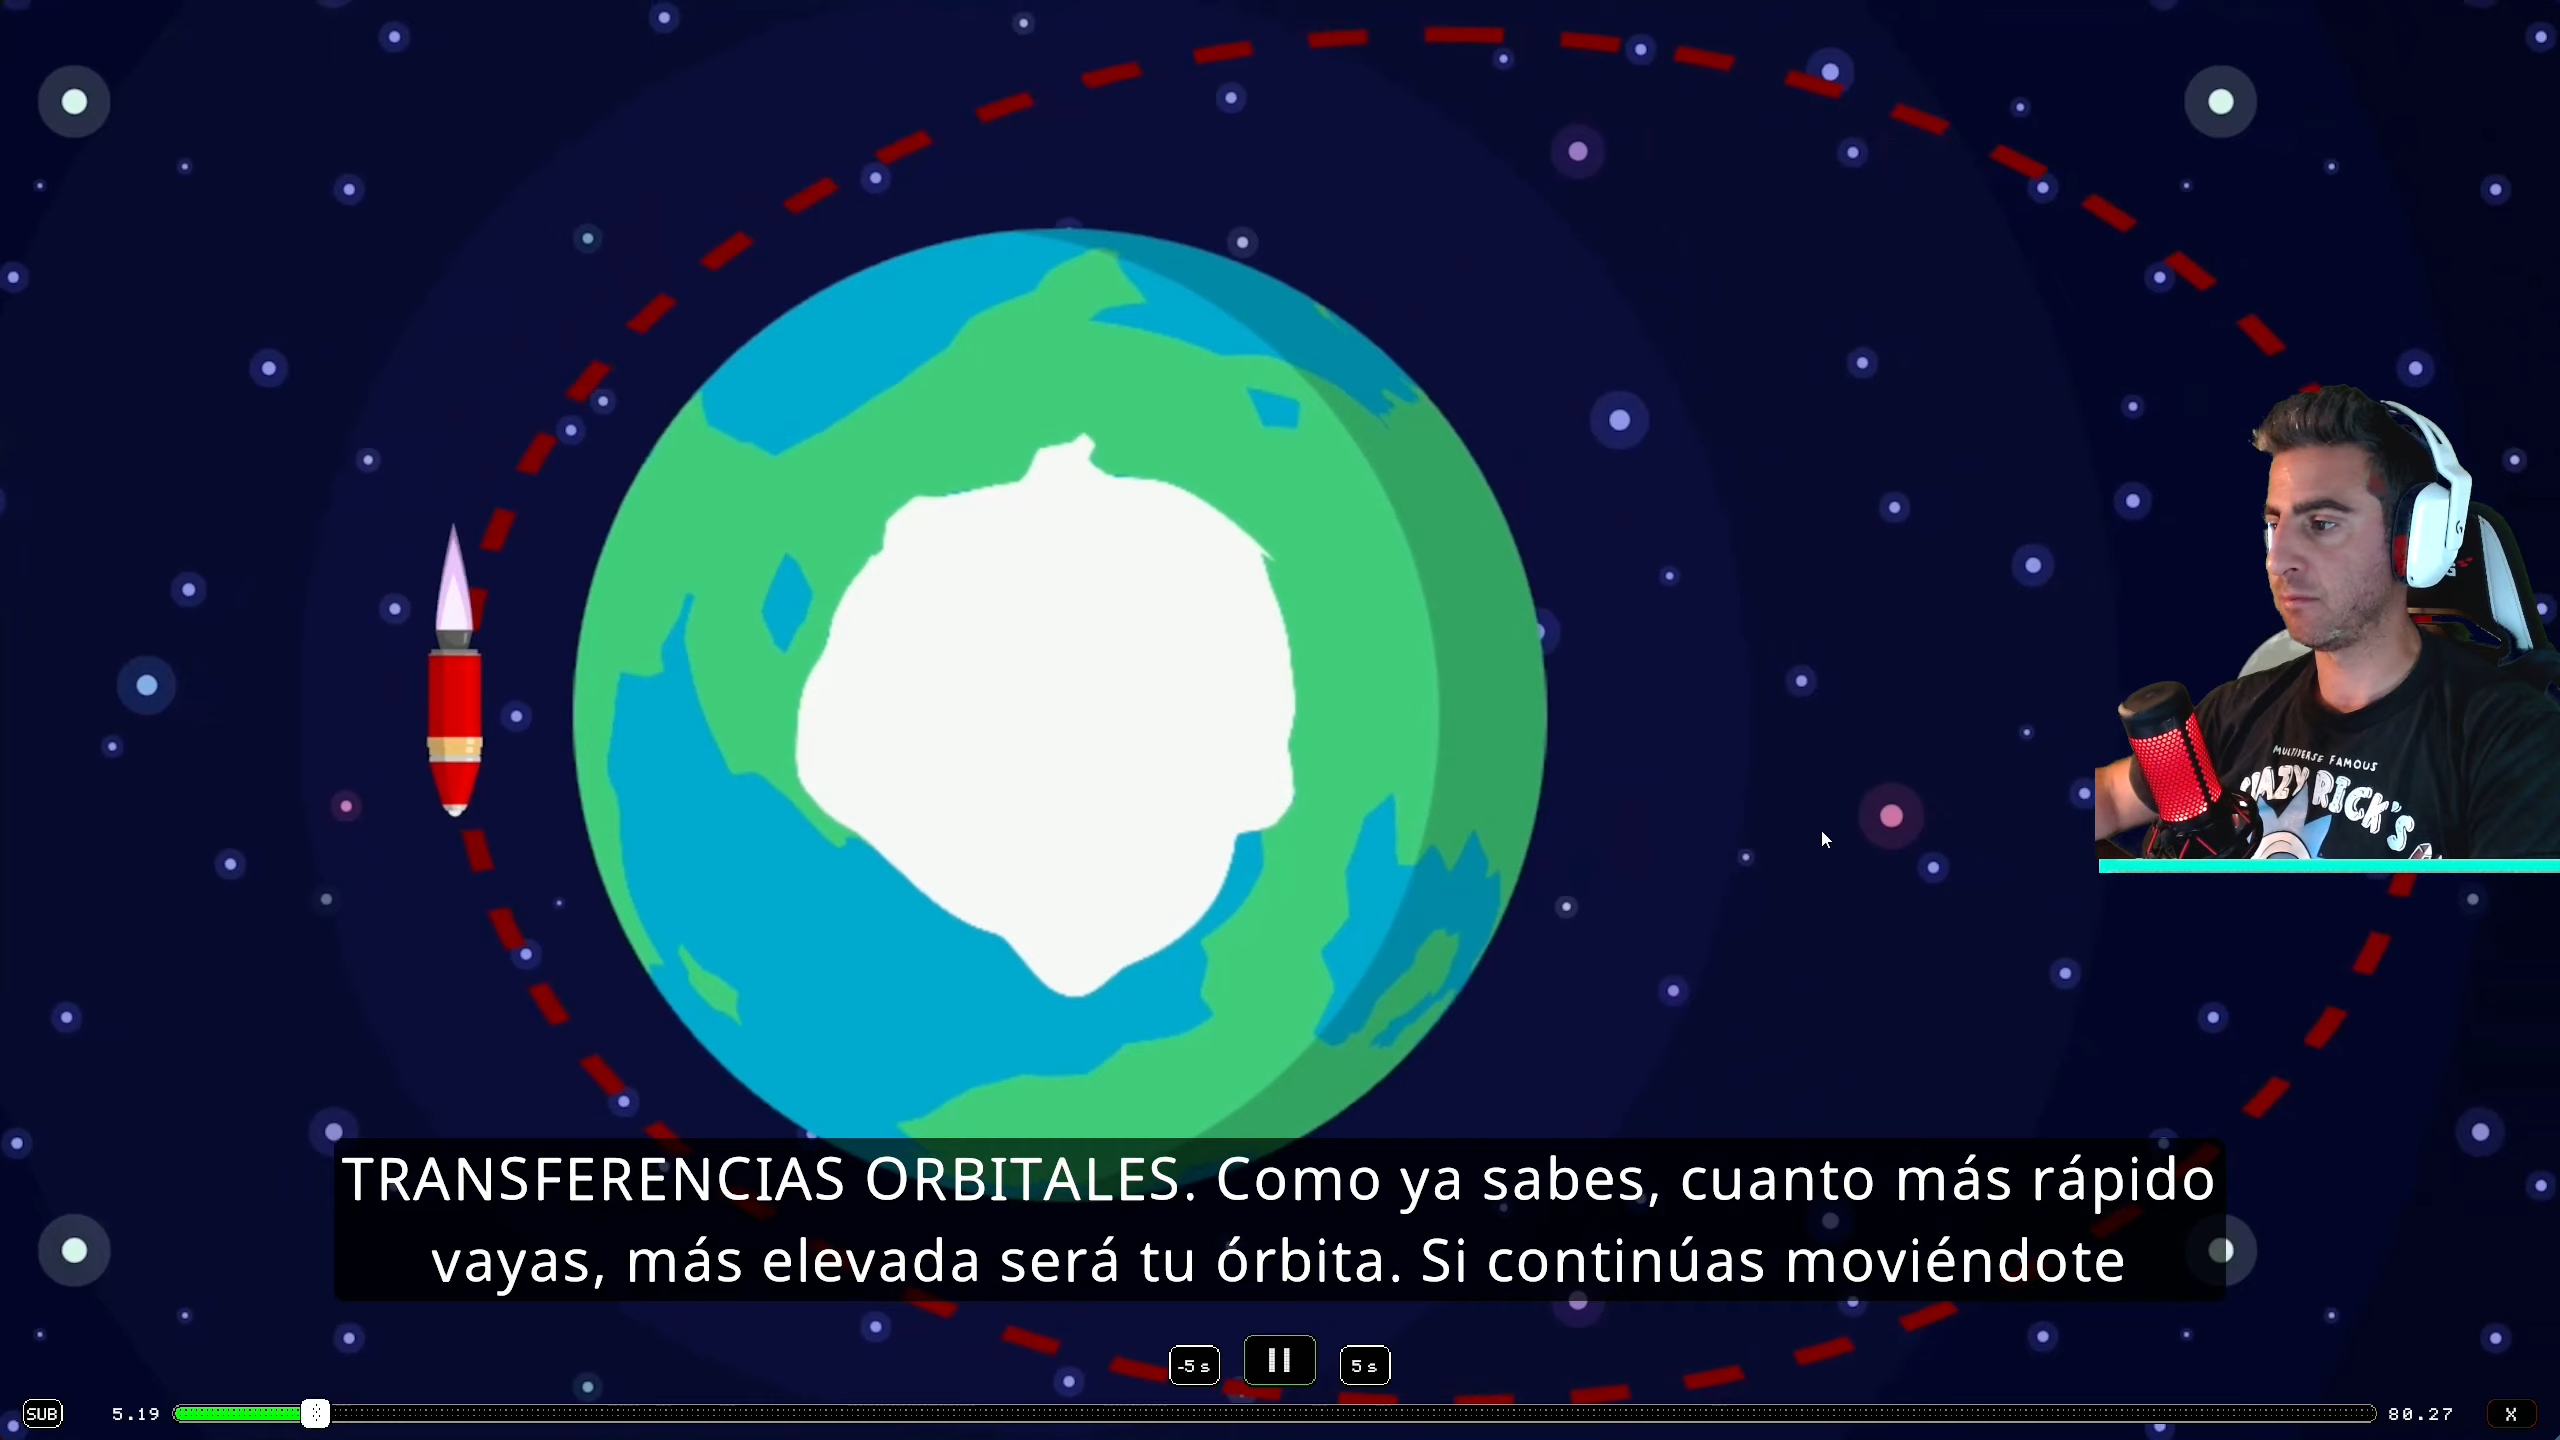 MULTIVERSE FAMOUS
CRAZY RICK'S
TRANSFERENCIAS ORBITALES. Como ya sabes, cuanto más rápido
vayas, más elevada será tu órbita. Si continúas moviéndote
-5 s
5 s
SUB
5.19
80.27
X